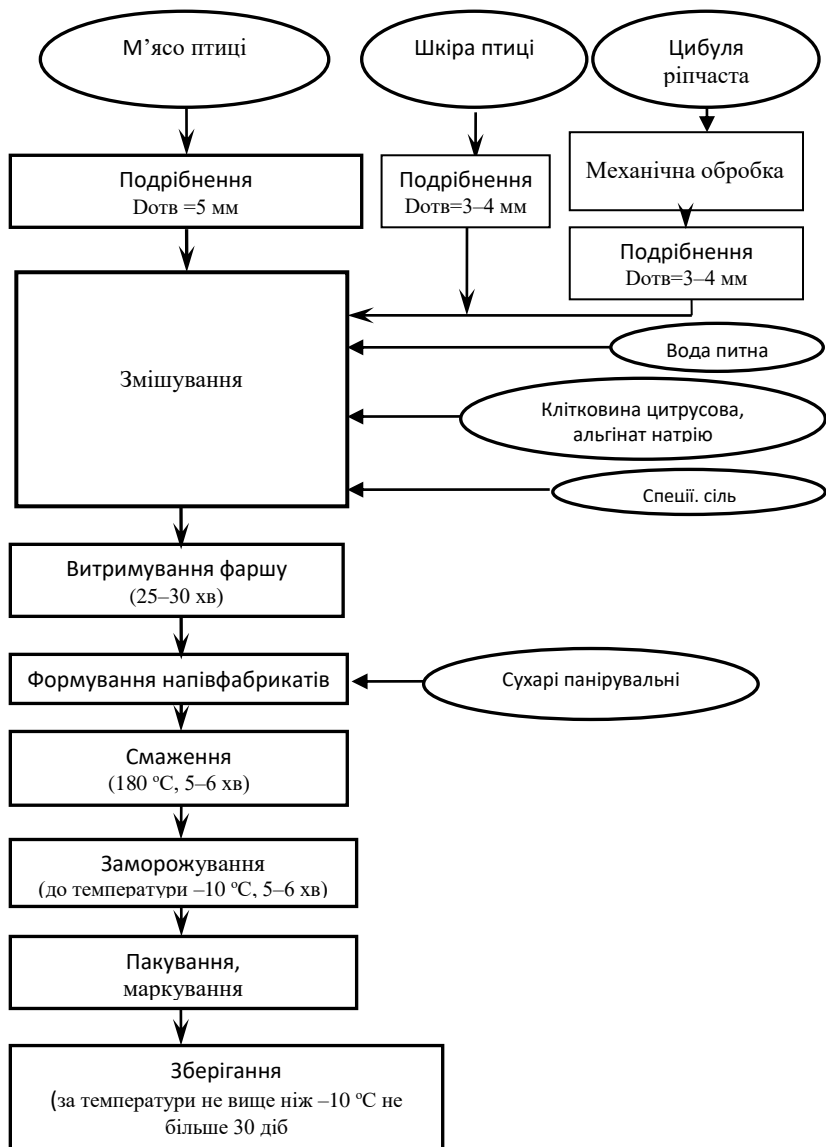 М’ясо птиці
Шкіра птиці
Цибуля
ріпчаста
Подрібнення
Dотв =5 мм
Подрібнення
Dотв=3–4 мм
Механічна обробка
Подрібнення
Dотв=3–4 мм
Змішування
Вода питна
Клітковина цитрусова,
альгінат натрію
Спеції. сіль
Витримування фаршу
(25–30 хв)
Формування напівфабрикатів
Сухарі панірувальні
Смаження
(180 ºС, 5–6 хв)
Заморожування
(до температури –10 ºС, 5–6 хв)
Пакування,
маркування
Зберігання
(за температури не вище ніж –10 ºС не
більше 30 діб